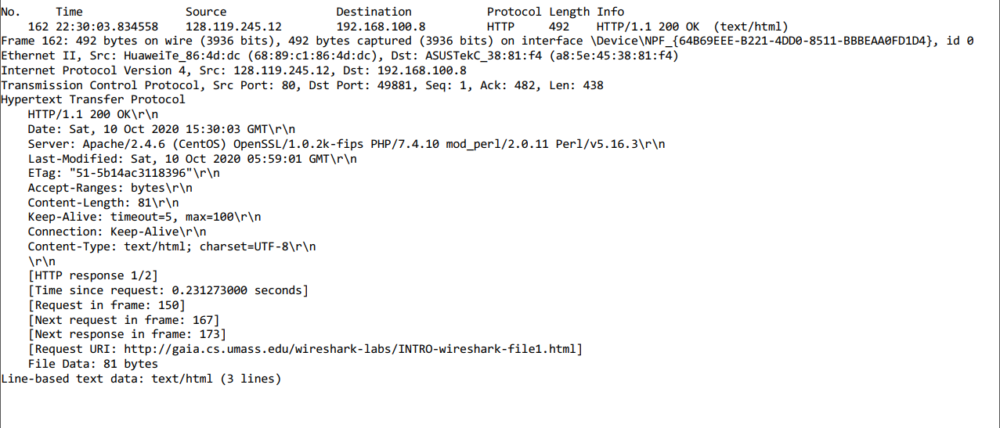 No. Time Source Destination Protocol Length Info
162 22:30:03.834558 128.119.245.12 192.168.100.8 HTTP 492 HTTP/1.1 200 OK (text/html)
Frame 162: 492 bytes on wire (3936 bits), 492 bytes captured (3936 bits) on interface \Device\NPF_{64B69EEE-B221-4DD0-8511-BBBEAA0FD1D4}, id 0
Ethernet II, Src: HuaweiTe_86:4d:dc (68:89:c1:86:4d:dc), Dst: ASUSTekC_38:81:f4 (a8:5e:45:38:81:f4)
Internet Protocol Version 4, Src: 128.119.245.12, Dst: 192.168.100.8
Transmission Control Protocol, Src Port: 80, Dst Port: 49881, Seq: 1, Ack: 482, Len: 438
Hypertext Transfer Protocol
HTTP/1.1 200 OK\r\n
Date: Sat, 10 Oct 2020 15:30:03 GMT\r\n
Server: Apache/2.4.6 (CentOS) OpenSSL/1.0.2k-fips PHP/7.4.10 mod_perl/2.0.11 Perl/v5.16.3\r\n
Last-Modified: Sat, 10 Oct 2020 05:59:01 GMT\r\n
ETag: "51-5b14ac3118396"\r\n
Accept-Ranges: bytes\r\n
Content-Length: 81\r\n
Keep-Alive: timeout=5, max=100\r\n
Connection: Keep-Alive\r\n
Content-Type: text/html; charset=UTF-8\r\n
\r\n
[HTTP response 1/2]
[Time since request: 0.231273000 seconds]
[Request in frame: 150]
[Next request in frame: 167]
[Next response in frame: 173]
[Request URI: http://gaia.cs.umass.edu/wireshark-labs/INTRO-wireshark-file1.html]
File Data: 81 bytes
Line-based text data: text/html (3 lines)